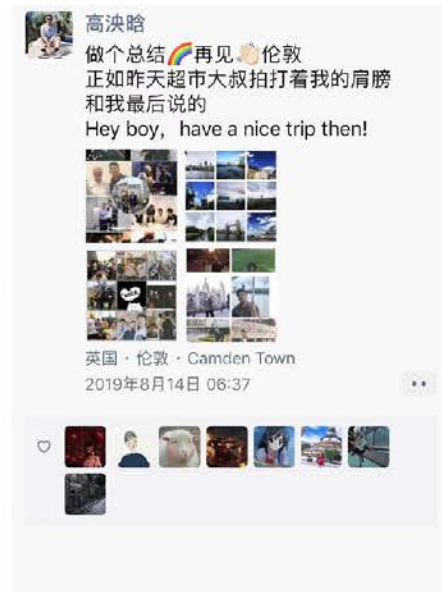 高泱晗
做个总结🌈再见👋🏻伦敦
正如昨天超市大叔拍打着我的肩膀
和我最后说的
Hey boy，have a nice trip then!
英国 · 伦敦 · Camden Town
2019年8月14日 06:37